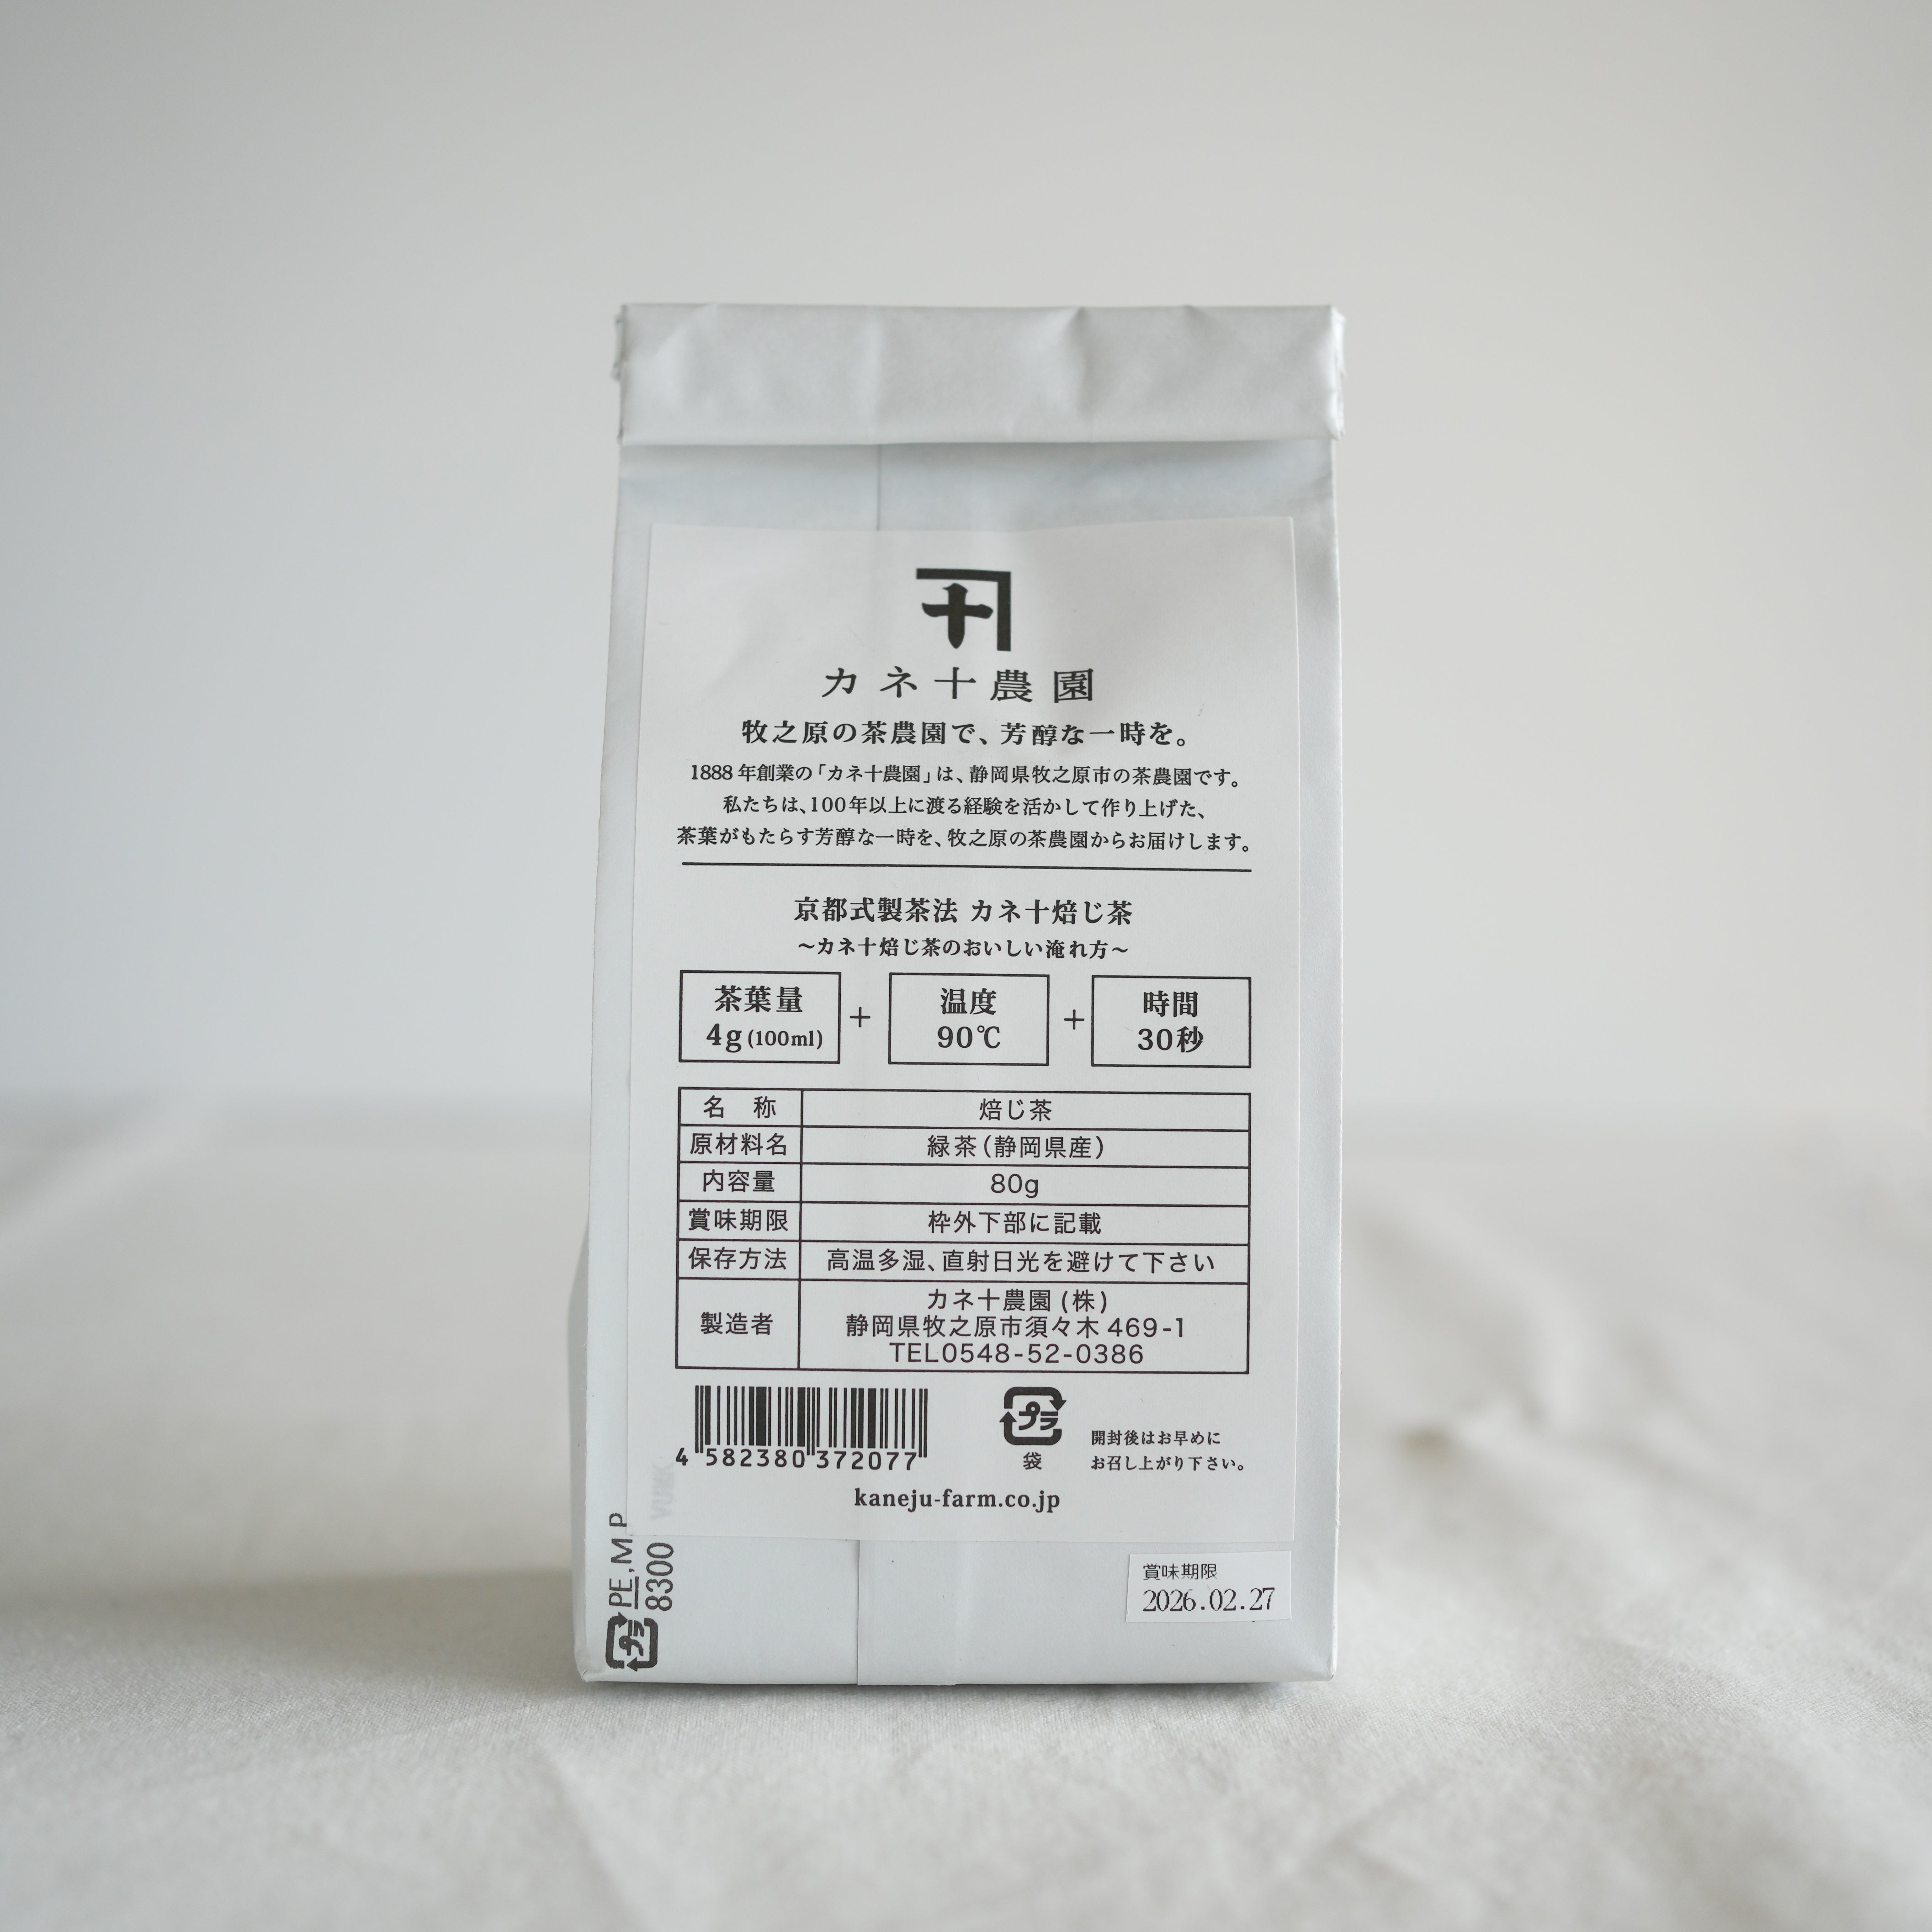 カネ十農園
牧之原の茶農園で、芳醇な一時を。
1888年創業の「カネ十農園」は、静岡県牧之原市の茶農園です。
私たちは、100年以上に渡る経験を活かして作り上げた、
茶葉がもたらす芳醇な一時を、牧之原の茶農園からお届けします。
京都式製茶法 カネ十焙じ茶
〜カネ十焙じ茶のおいしい淹れ方〜
茶葉量 + 温度 + 時間
4g(100ml) 90℃ 30秒
名 称 焙じ茶
原材料名 緑茶(静岡県産)
内容量 80g
賞味期限 枠外下部に記載
保存方法 高温多湿、直射日光を避けて下さい
製造者 カネ十農園(株)
静岡県牧之原市須々木469-1
TEL0548-52-0386
4 582380 372077
プラ
袋
開封後はお早めに
お召し上がり下さい。
kaneju-farm.co.jp
プラ PE,M P
8300
賞味期限
2026.02.27